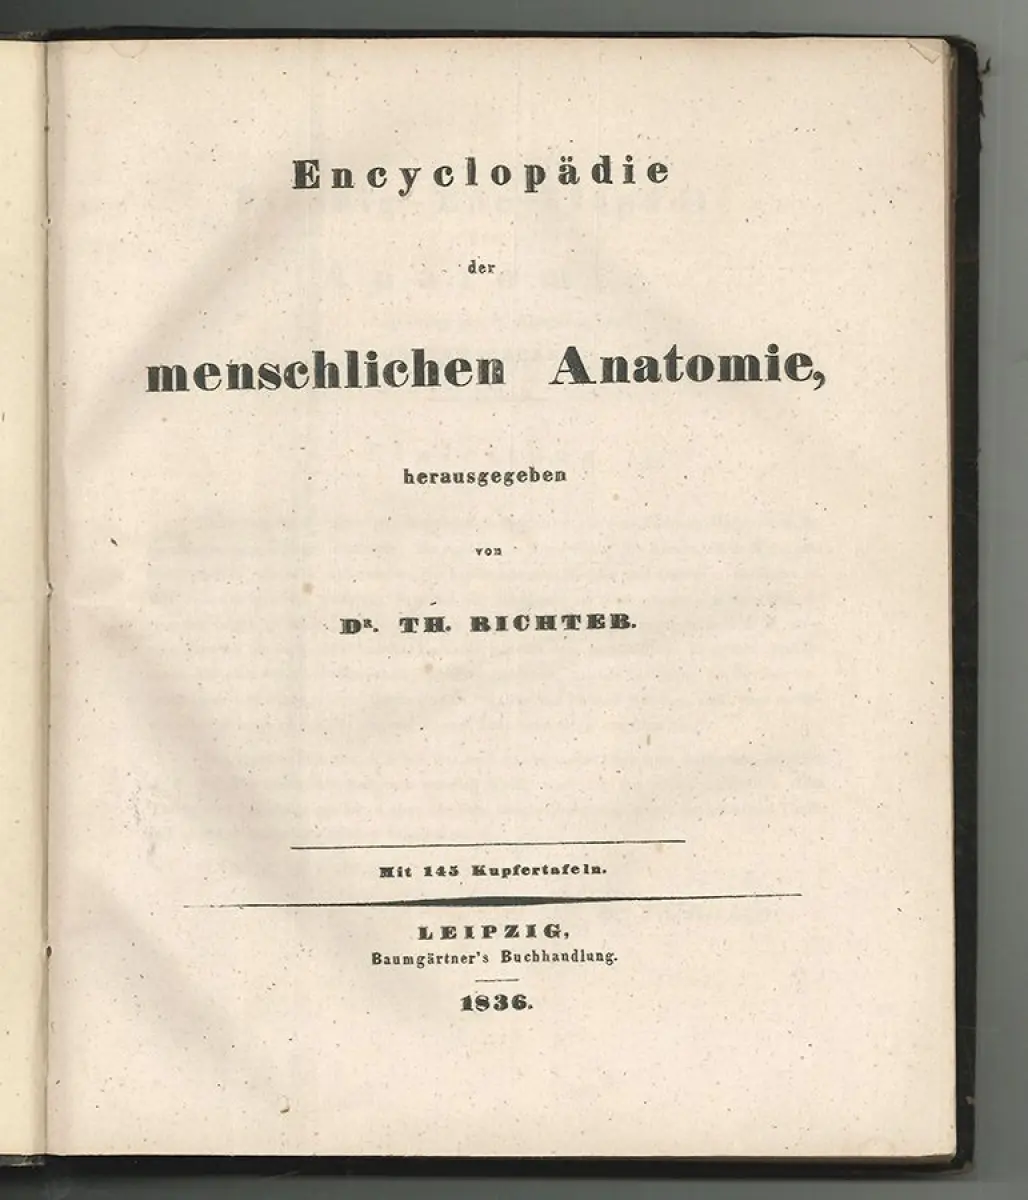 Encyclopädie
der
menschlichen Anatomie,
herausgegeben
von
Dr. TH. RICHTER.
Mit 145 Kupfertafeln.
LEIPZIG,
Baumgärtner's Buchhandlung.
1836.